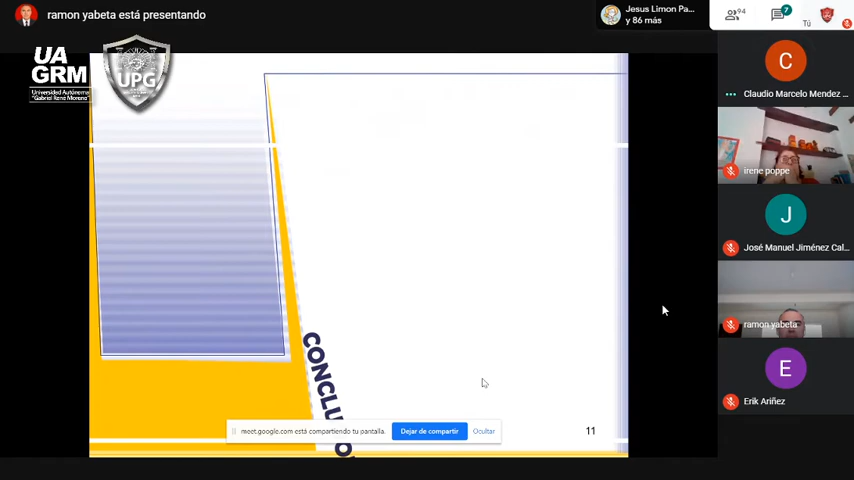 ramon yabeta está presentando
Jesus Limon Pa...
y 86 más
94
7
Tú
UA
GRM
Universidad Autónoma
"Gabriel René Moreno"
UPG
C
Claudio Marcelo Mendez ...
irene poppe
J
José Manuel Jiménez Cal...
ramon yabeta
E
Erik Ariñez
meet.google.com está compartiendo tu pantalla.
Dejar de compartir
Ocultar
11